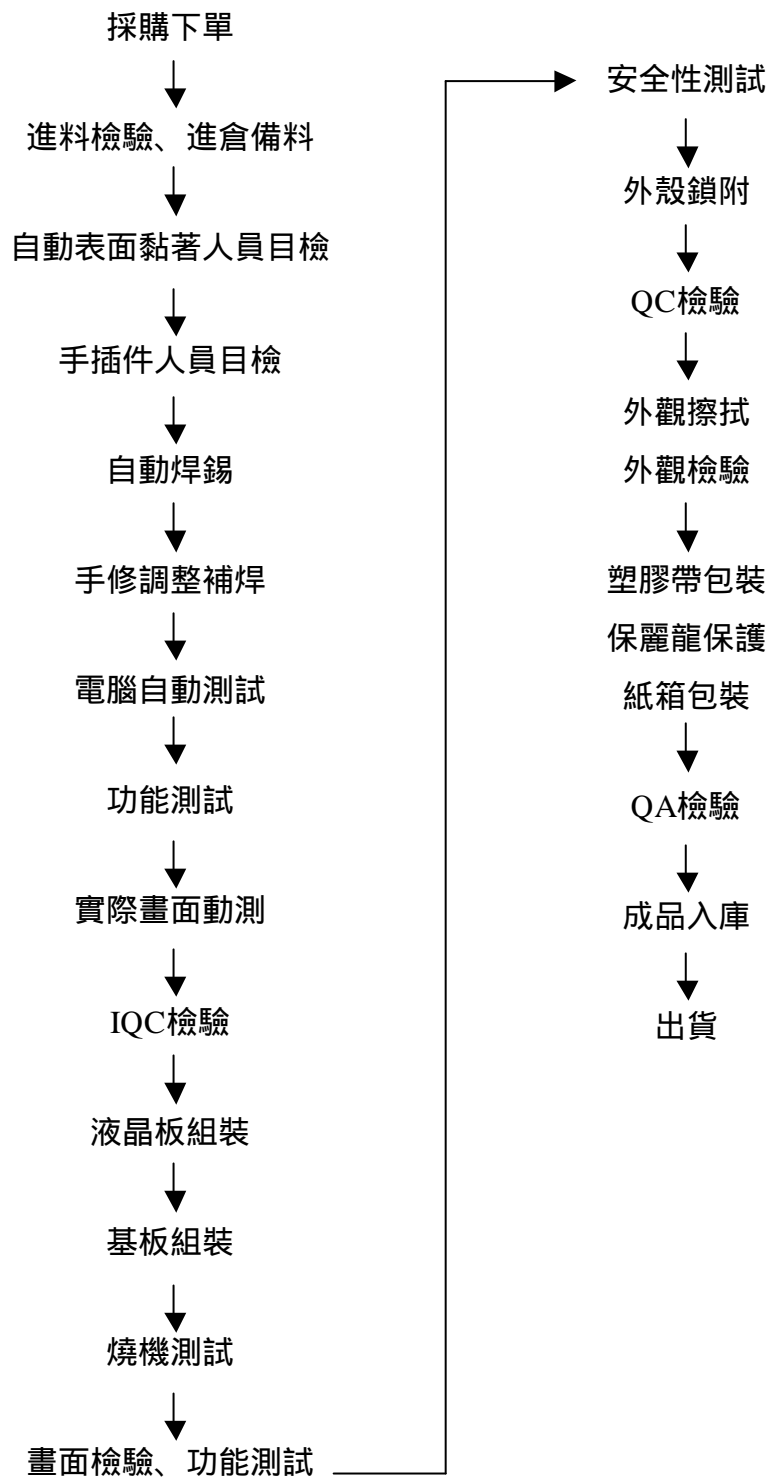 採購下單
進料檢驗、進倉備料
自動表面黏著人員目檢
手插件人員目檢
自動焊錫
手修調整補焊
電腦自動測試
功能測試
實際畫面動測
IQC檢驗
液晶板組裝
基板組裝
燒機測試
畫面檢驗、功能測試
安全性測試
外殼鎖附
QC檢驗
外觀擦拭
外觀檢驗
塑膠帶包裝
保麗龍保護
紙箱包裝
QA檢驗
成品入庫
出貨